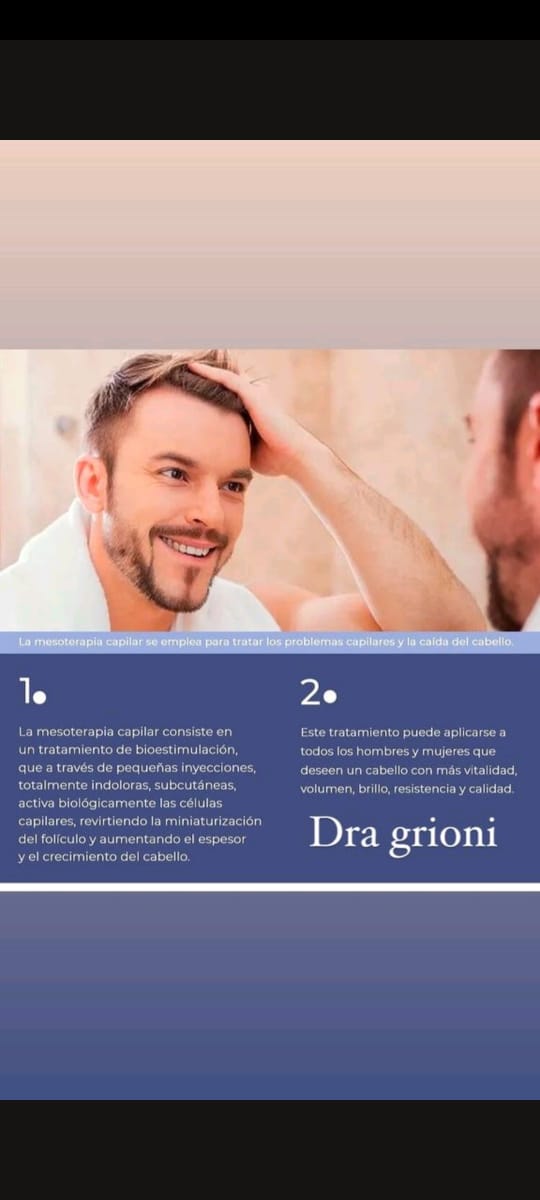 La mesoterapia capilar se emplea para tratar los problemas capilares y la caída del cabello.
1.
La mesoterapia capilar consiste en
un tratamiento de bioestimulación,
que a través de pequeñas inyecciones,
totalmente indoloras, subcutáneas,
activa biológicamente las células
capilares, revirtiendo la miniaturización
del folículo y aumentando el espesor
y el crecimiento del cabello.
2.
Este tratamiento puede aplicarse a
todos los hombres y mujeres que
deseen un cabello con más vitalidad,
volumen, brillo, resistencia y calidad.
Dra grioni